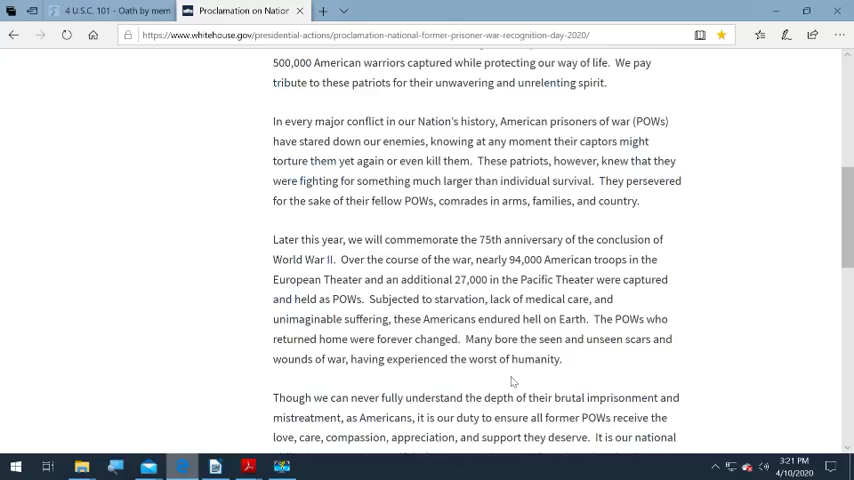 4 U.S.C. 101 - Oath by mem
Proclamation on Nation
https://www.whitehouse.gov/presidential-actions/proclamation-national-former-prisoner-war-recognition-day-2020/
500,000 American warriors captured while protecting our way of life. We pay
tribute to these patriots for their unwavering and unrelenting spirit.
In every major conflict in our Nation's history, American prisoners of war (POWs)
have stared down our enemies, knowing at any moment their captors might
torture them yet again or even kill them. These patriots, however, knew that they
were fighting for something much larger than individual survival. They persevered
for the sake of their fellow POWs, comrades in arms, families, and country.
Later this year, we will commemorate the 75th anniversary of the conclusion of
World War II. Over the course of the war, nearly 94,000 American troops in the
European Theater and an additional 27,000 in the Pacific Theater were captured
and held as POWs. Subjected to starvation, lack of medical care, and
unimaginable suffering, these Americans endured hell on Earth. The POWs who
returned home were forever changed. Many bore the seen and unseen scars and
wounds of war, having experienced the worst of humanity.
Though we can never fully understand the depth of their brutal imprisonment and
mistreatment, as Americans, it is our duty to ensure all former POWs receive the
love, care, compassion, appreciation, and support they deserve. It is our national
3:21 PM
4/10/2020